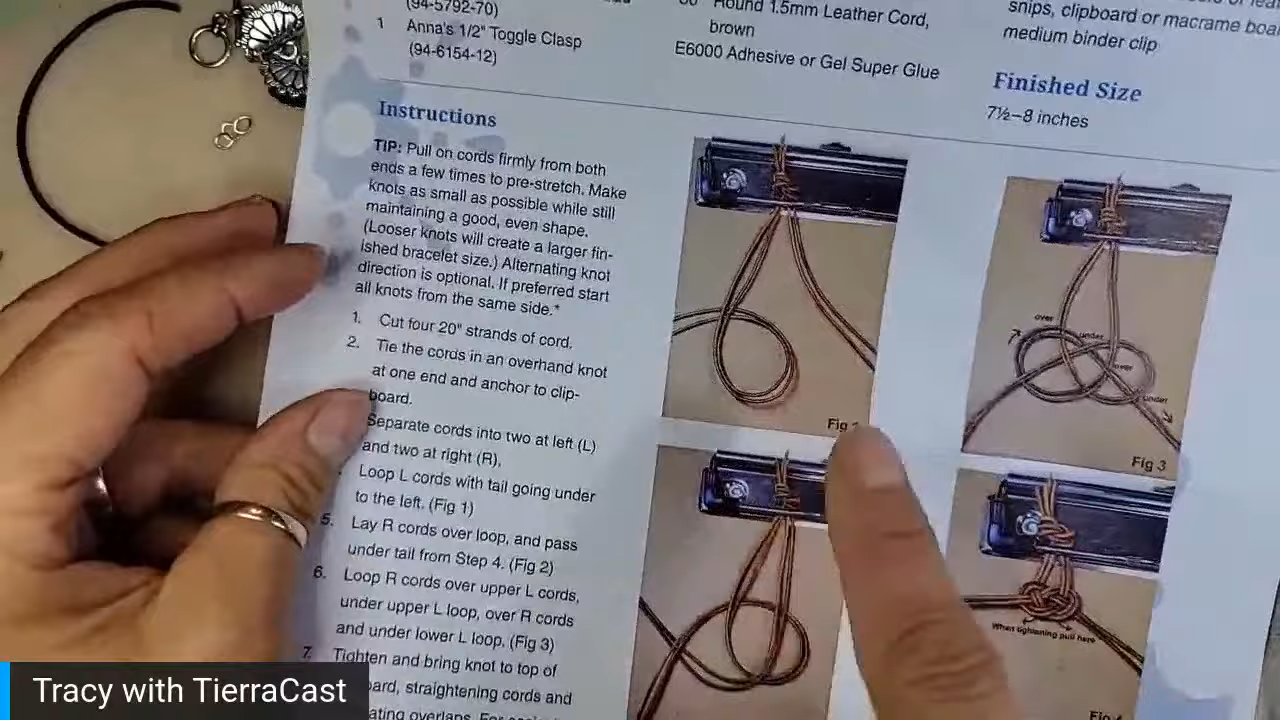 (94-5792-70)
1 Anna's 1/2" Toggle Clasp
(94-6154-12)
Round 1.5mm Leather Cord,
brown
E6000 Adhesive or Gel Super Glue
snips, clipboard or macrame
medium binder clip
Finished Size
7½–8 inches
Instructions
TIP: Pull on cords firmly from both
ends a few times to pre-stretch. Make
knots as small as possible while still
maintaining a good, even shape.
(Looser knots will create a larger fin-
ished bracelet size.) Alternating knot
direction is optional. If preferred start
all knots from the same side.*
1. Cut four 20" strands of cord.
2. Tie the cords in an overhand knot
at one end and anchor to clip-
board.
Separate cords into two at left (L)
and two at right (R).
Loop L cords with tail going under
to the left. (Fig 1)
5. Lay R cords over loop, and pass
under tail from Step 4. (Fig 2)
6. Loop R cords over upper L cords,
under upper L loop, over R cords
and under lower L loop. (Fig 3)
7. Tighten and bring knot to top of
straightening cords and
overlaps.
Fig
over
under
over
under
Fig 3
When tightening pull here
Tracy with TierraCast